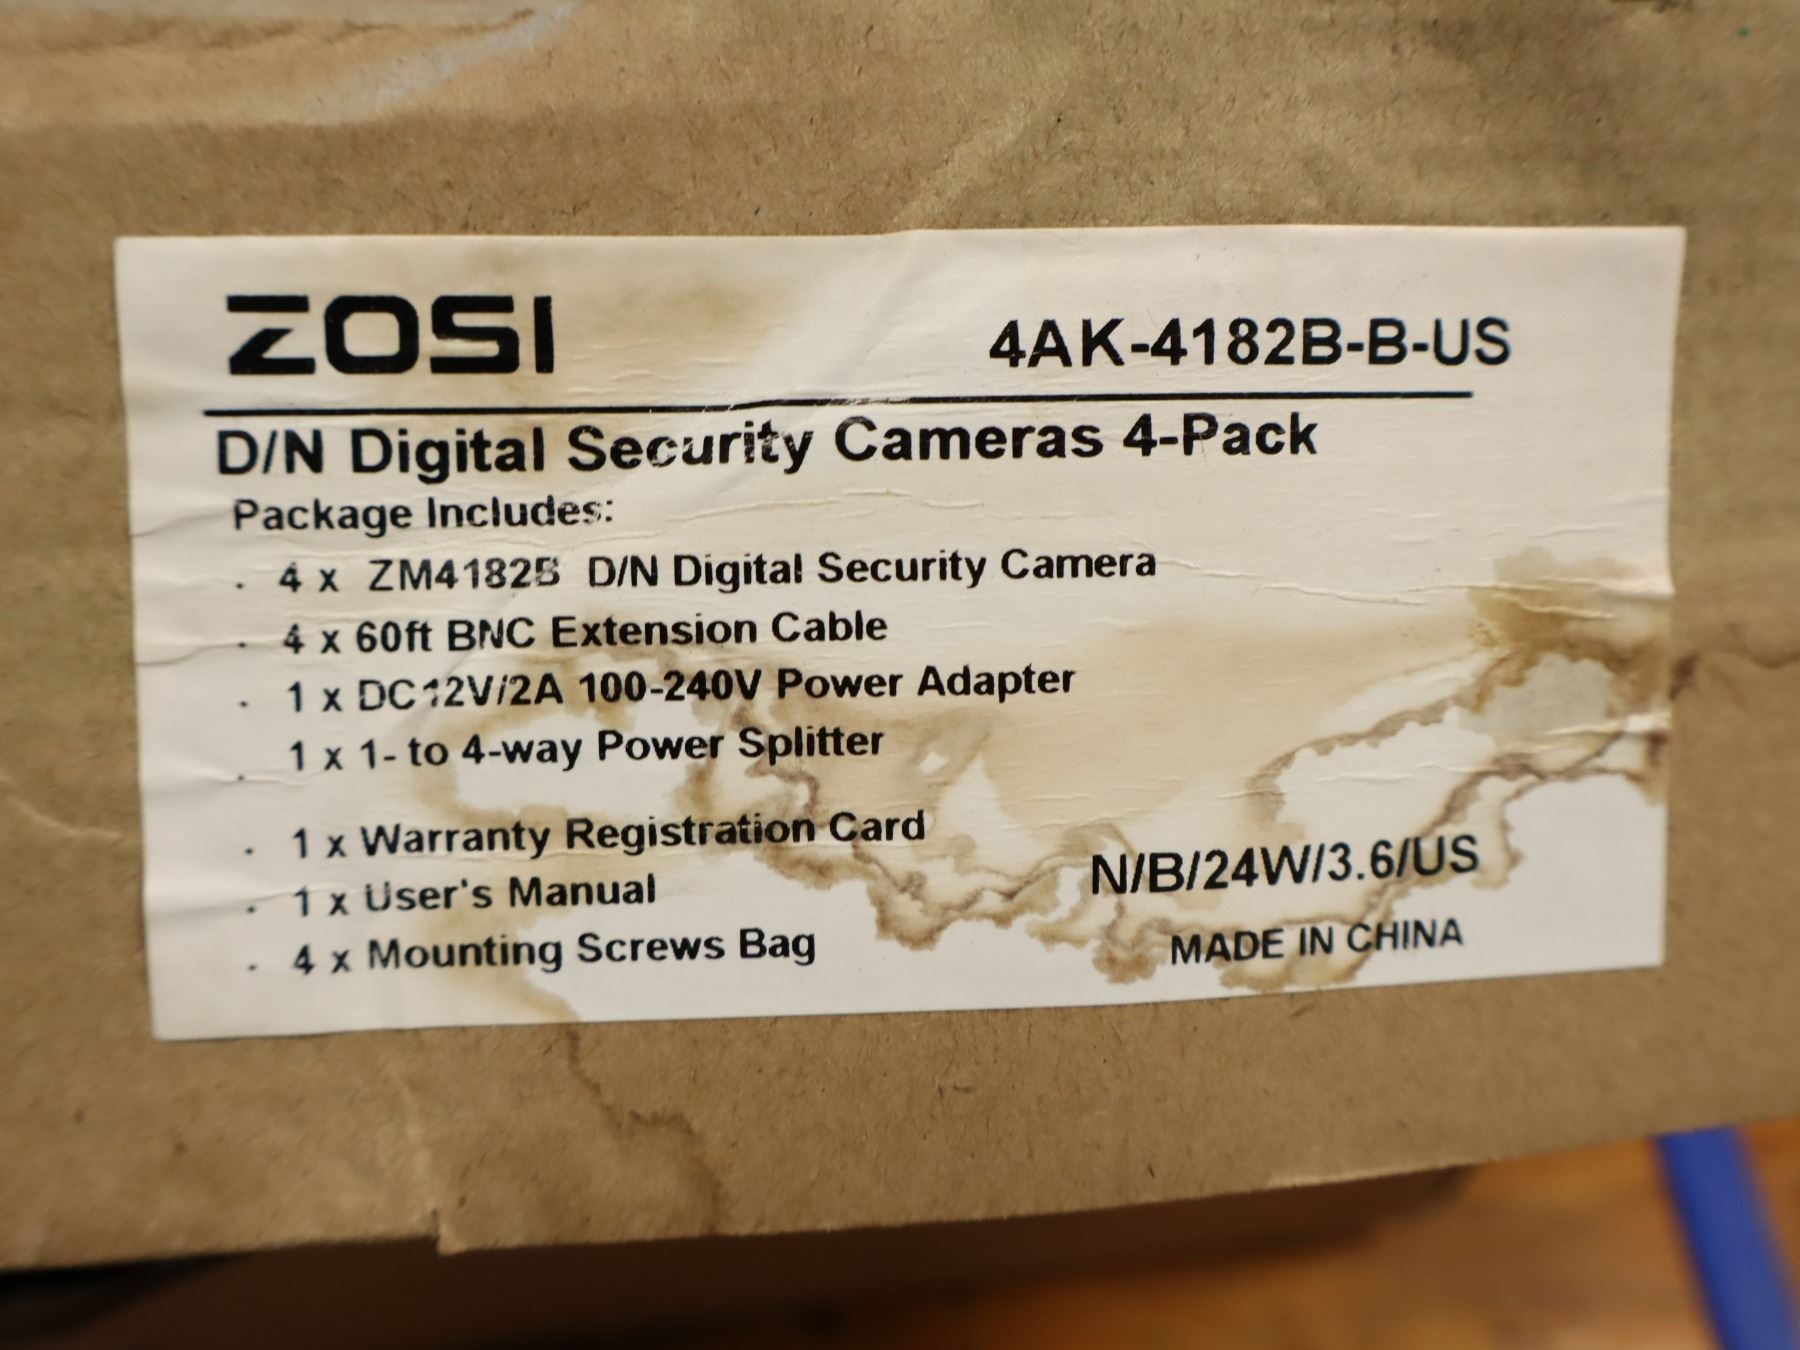 ZOSI
4AK-4182B-B-US
D/N Digital Security Cameras 4-Pack
Package Includes:
. 4 x ZM4182B D/N Digital Security Camera
. 4 x 60ft BNC Extension Cable
. 1 x DC12V/2A 100-240V Power Adapter
. 1 x 1- to 4-way Power Splitter
. 1 x Warranty Registration Card
. 1 x User's Manual
. 4 x Mounting Screws Bag
N/B/24W/3.6/US
MADE IN CHINA